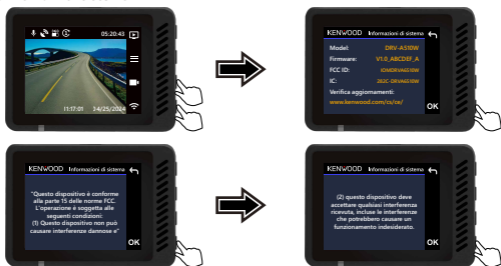 05:20:43
11:17:01 34/25/2024
KENWOOD Informazioni di sistema
Model: DRV-A510W
Firmware: V1.0_ABCDEF_A
FCC ID:
IC: 282C-DRVA6510W
Verifica aggiornamenti:
www.kenwood.com/cs/ce/
OK
KENWOOD Informazioni di sistema
"Questo dispositivo è conforme
alla parte 15 delle norme FCC.
L'operazione è soggetta alle
seguenti condizioni:
(1) Questo dispositivo non può
causare interferenze dannose e"
OK
KENWOOD Informazioni di sistema
(2) questo dispositivo deve
accettare qualsiasi interferenza
ricevuta, incluse le interferenze
che potrebbero causare un
funzionamento indesiderato.
OK